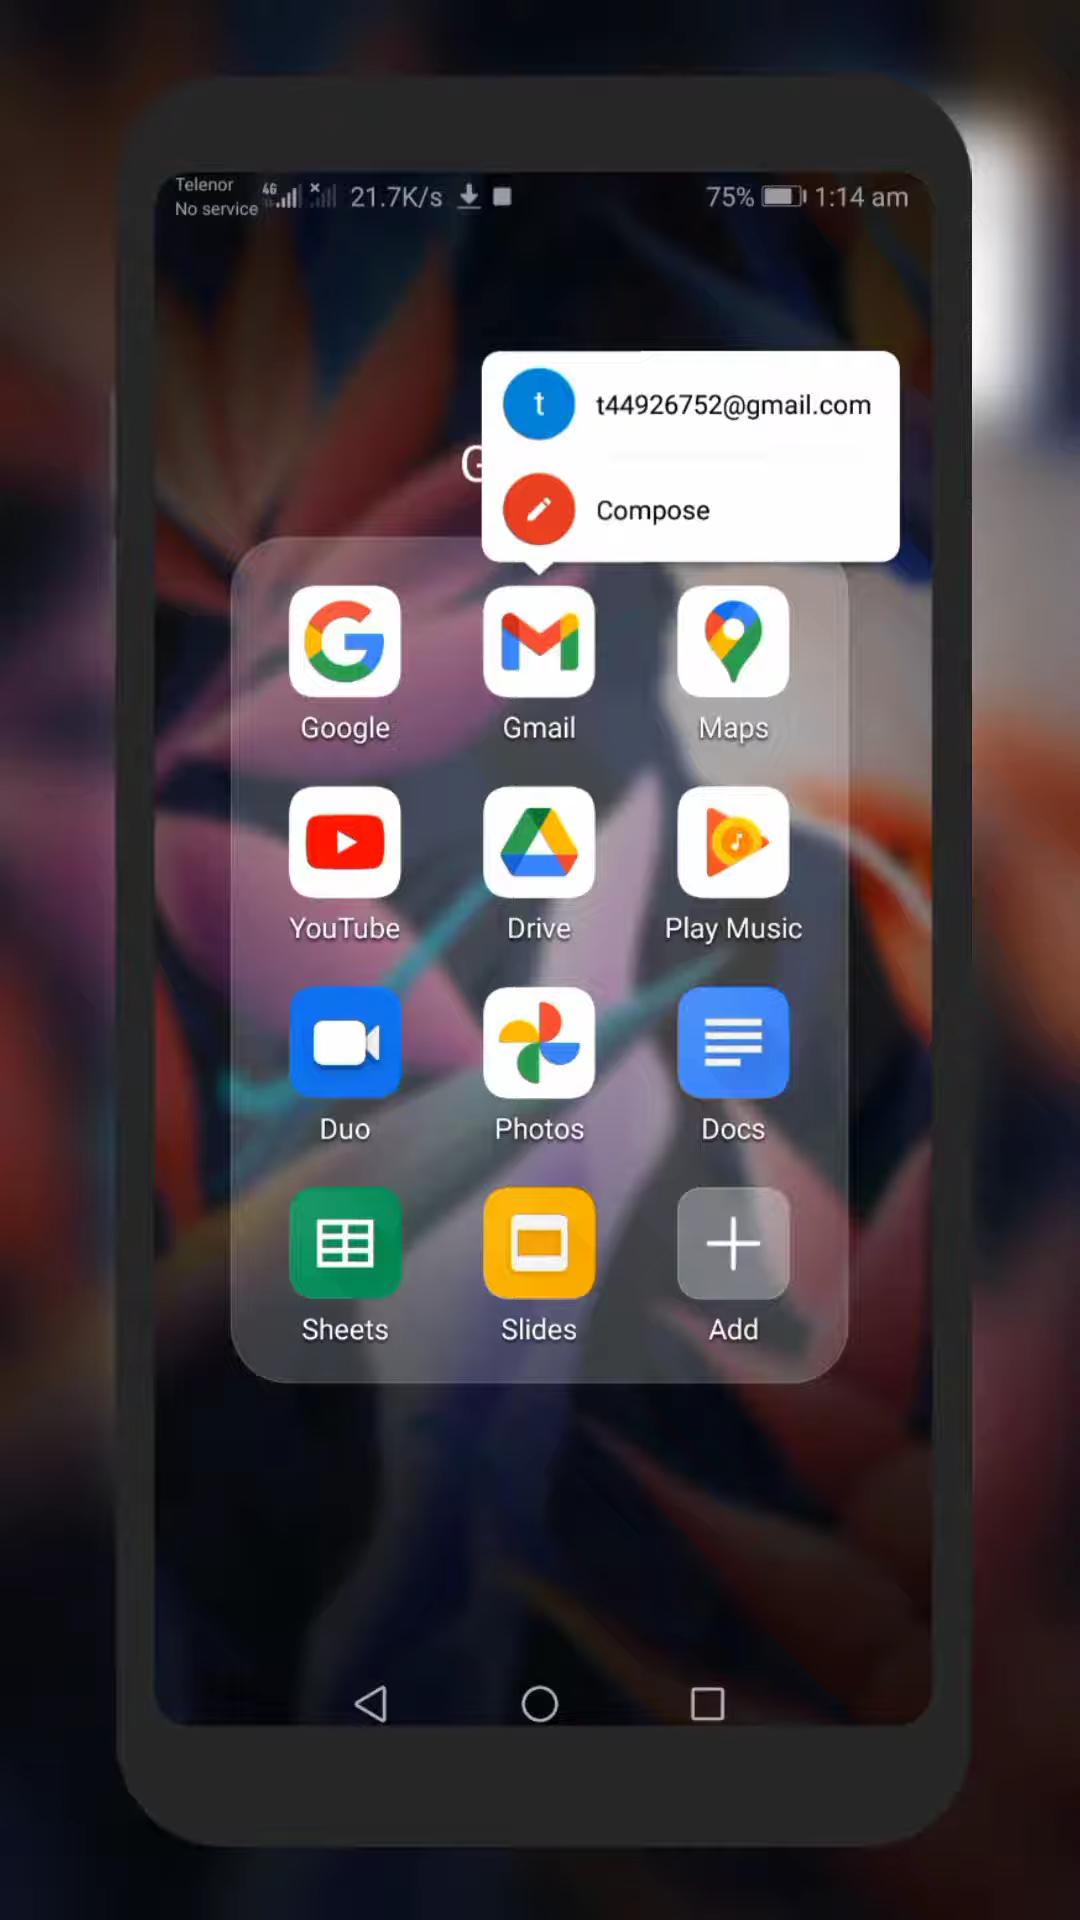 Telenor
No service
4G
21.7K/s
75%
1:14 am
t
t44926752@gmail.com
G
Compose
Google
Gmail
Maps
YouTube
Drive
Play Music
Duo
Photos
Docs
Sheets
Slides
Add